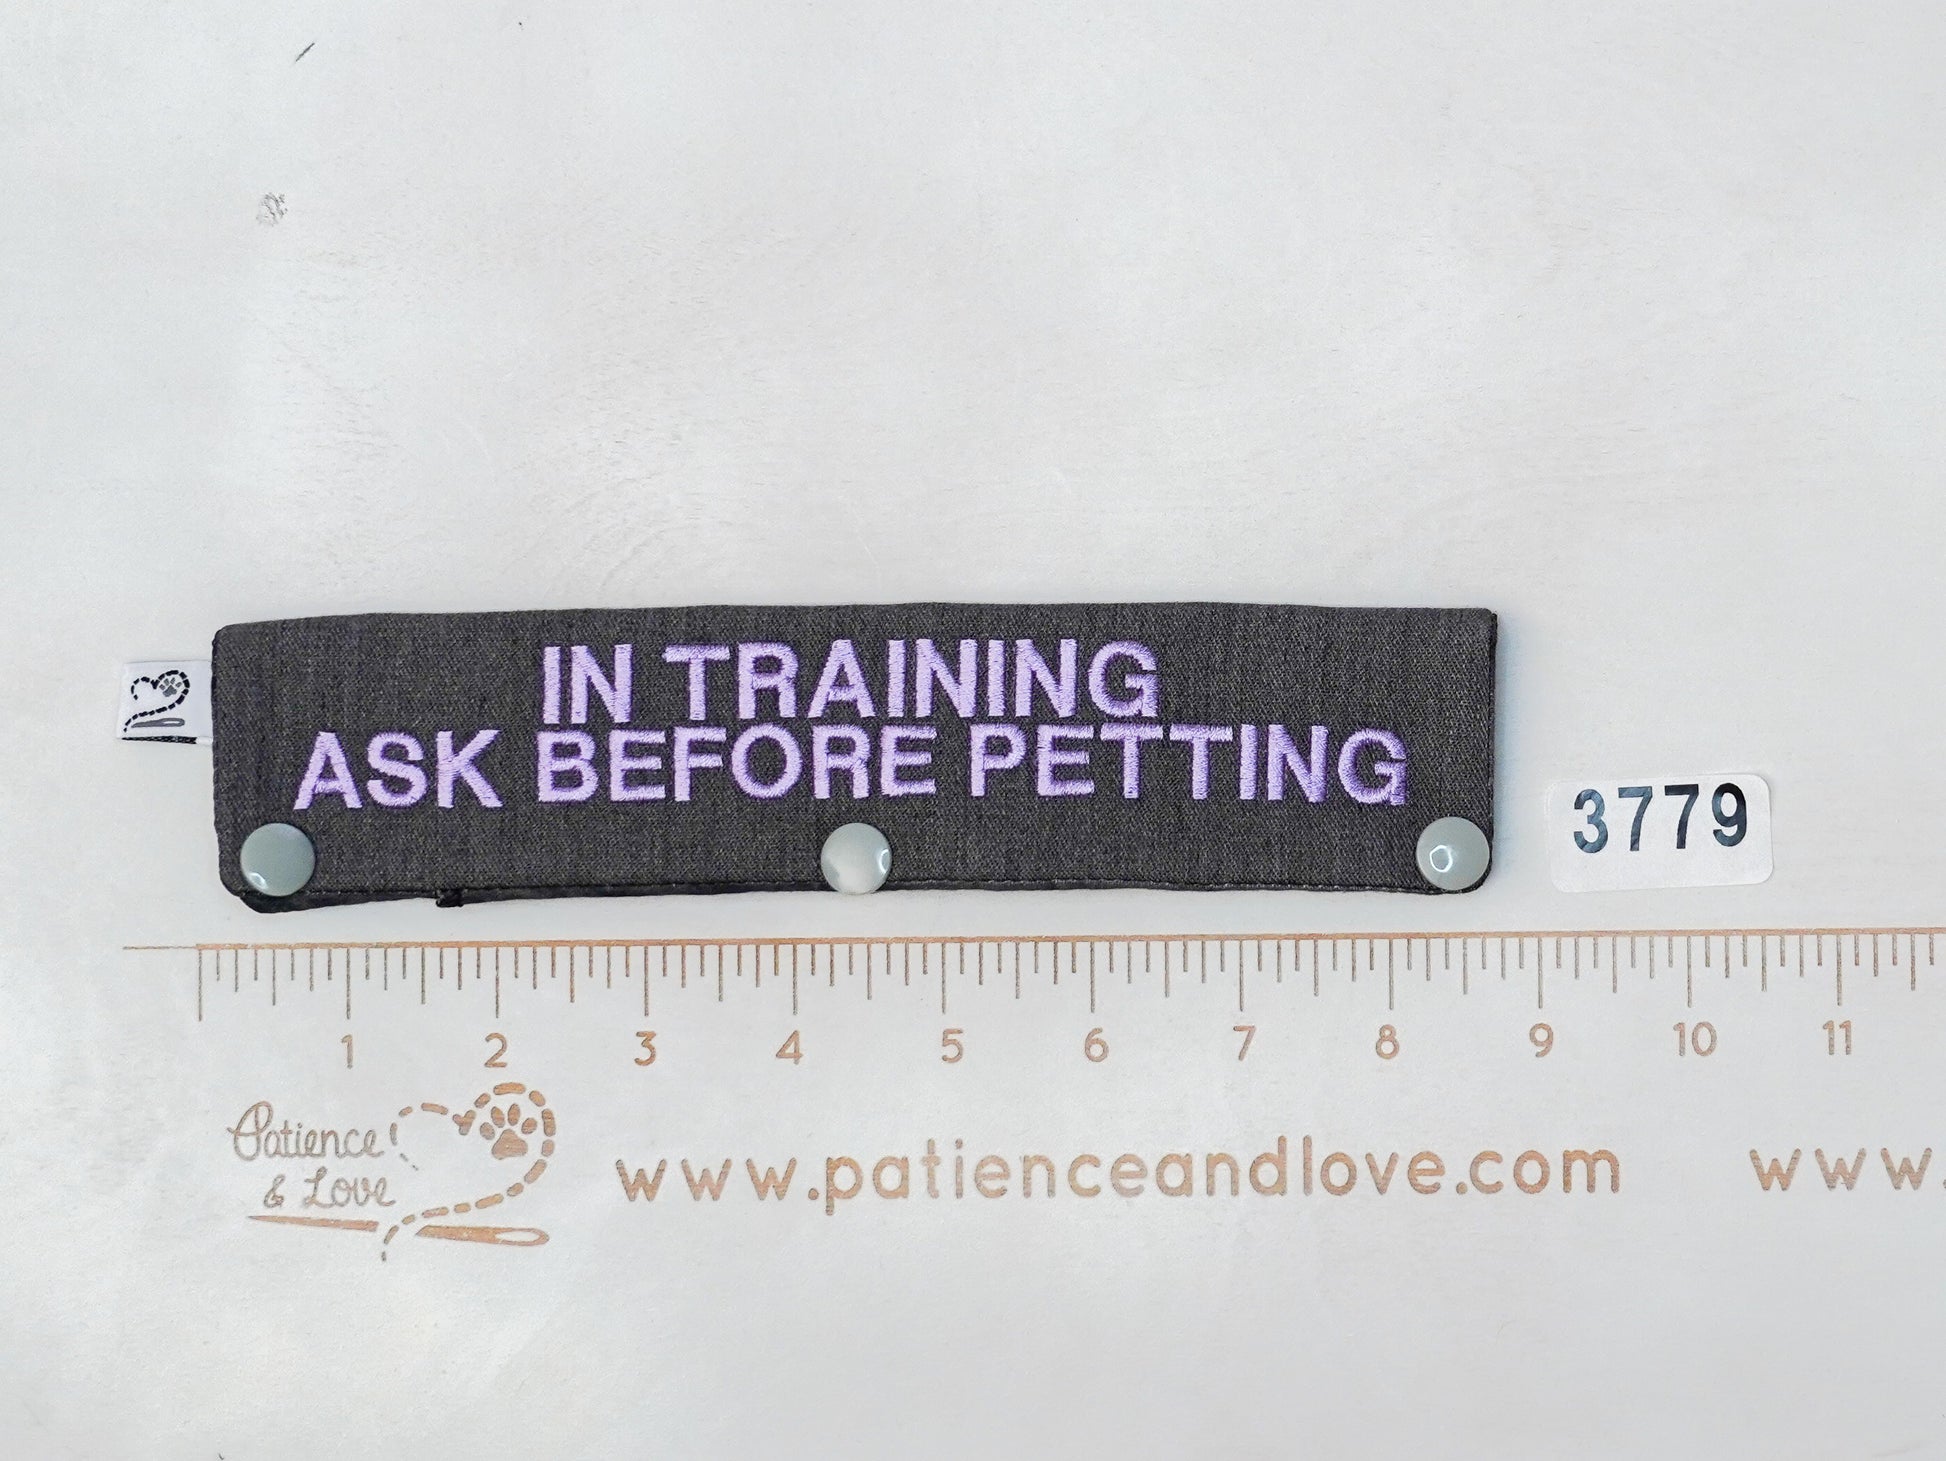 IN TRAINING
ASK BEFORE PETTING
3779
1 2 3 4 5 6 7 8 9 10 11
Patience
& Love
www.patienceandlove.com www.